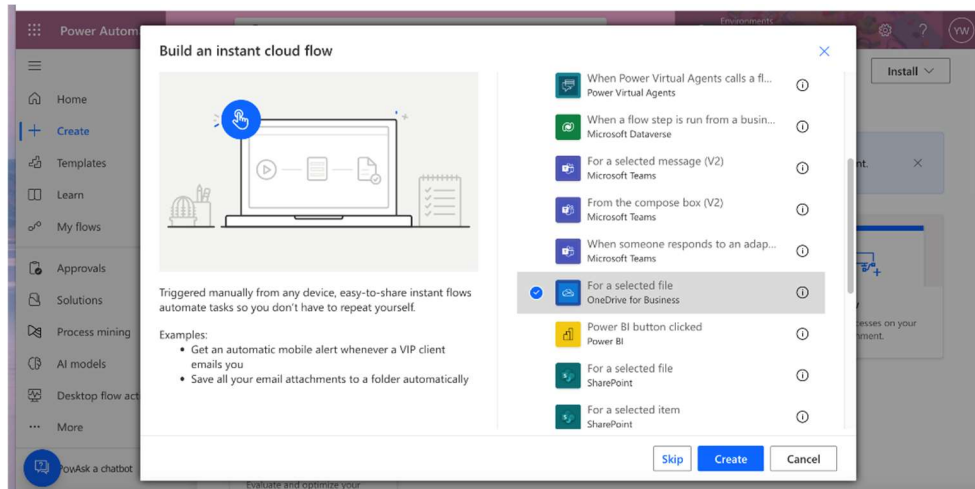 Power Autom
Environments
YW
Install
Home
Create
Templates
Learn
My flows
Approvals
Solutions
Process mining
AI models
Desktop flow act
More
Ask a chatbot
Build an instant cloud flow
Triggered manually from any device, easy-to-share instant flows
automate tasks so you don't have to repeat yourself.
Examples:
• Get an automatic mobile alert whenever a VIP client
emails you
• Save all your email attachments to a folder automatically
When Power Virtual Agents calls a fl...
Power Virtual Agents
When a flow step is run from a busin...
Microsoft Dataverse
For a selected message (V2)
Microsoft Teams
From the compose box (V2)
Microsoft Teams
When someone responds to an adap...
Microsoft Teams
For a selected file
OneDrive for Business
Power BI button clicked
Power BI
For a selected file
SharePoint
For a selected item
SharePoint
Skip
Create
Cancel
nt.
cesses on your
nment.
Evaluate and optimize your